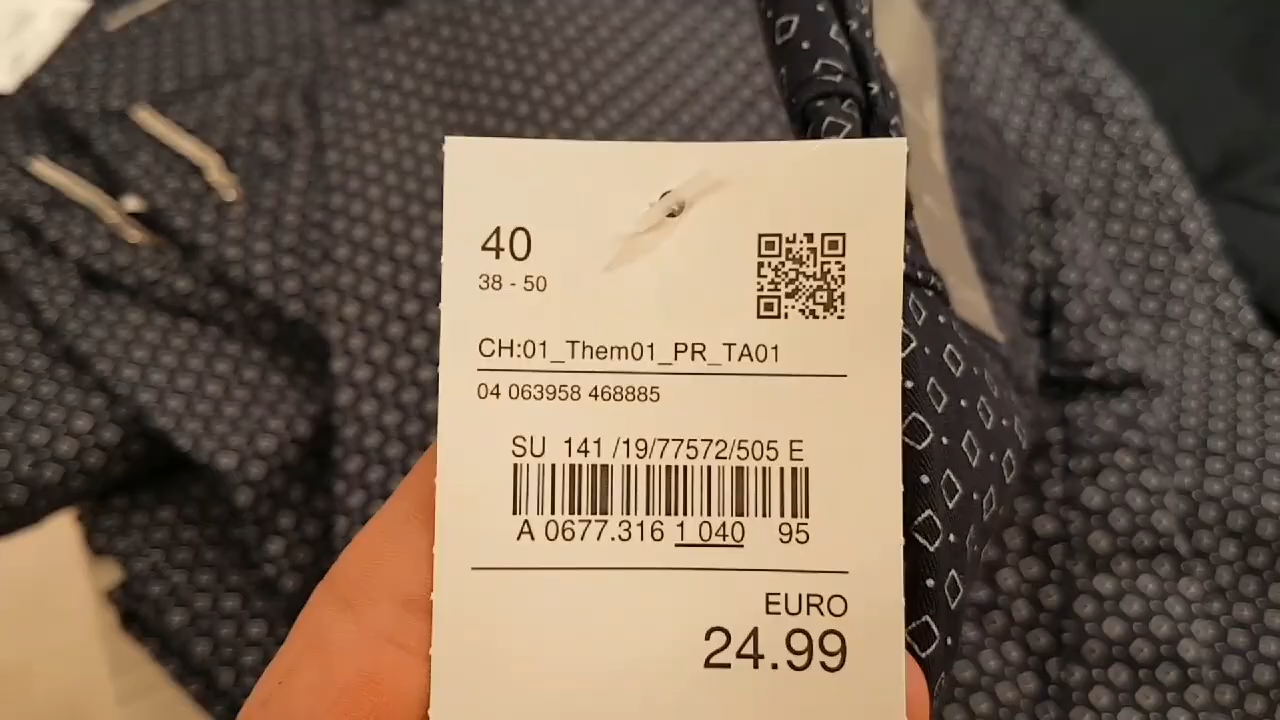 40
38 - 50
CH:01_Them01_PR_TA01
04 063958 468885
SU 141 /19/77572/505 E
A 0677.316 1 040 95
EURO
24.99